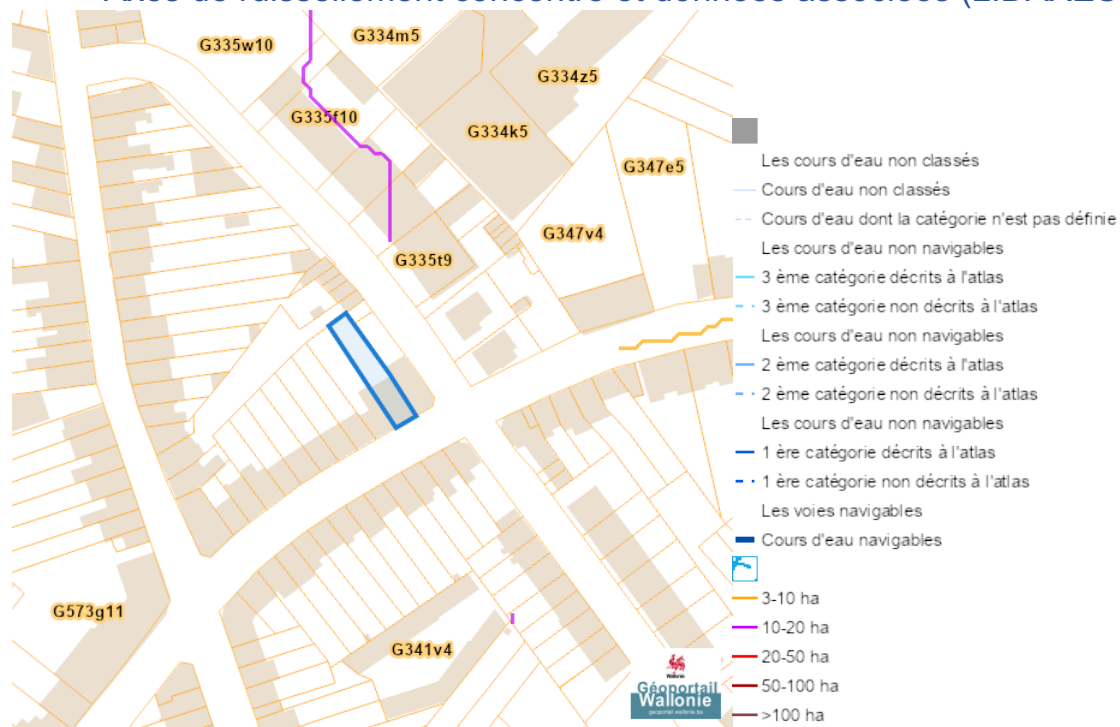 G335w10
G334m5
G334z5
G335f10
G334k5
G347e5
G347v4
G335t9
G573g11
G341v4
Les cours d'eau non classés
Cours d'eau non classés
Cours d'eau dont la catégorie n'est pas définie
Les cours d'eau non navigables
3 ème catégorie décrits à l'atlas
3 ème catégorie non décrits à l'atlas
Les cours d'eau non navigables
2 ème catégorie décrits à l'atlas
2 ème catégorie non décrits à l'atlas
Les cours d'eau non navigables
1 ère catégorie décrits à l'atlas
1 ère catégorie non décrits à l'atlas
Les voies navigables
Cours d'eau navigables
3-10 ha
10-20 ha
20-50 ha
50-100 ha
>100 ha
Wallonie
Géoportail
Wallonie
geoportail.wallonie.be